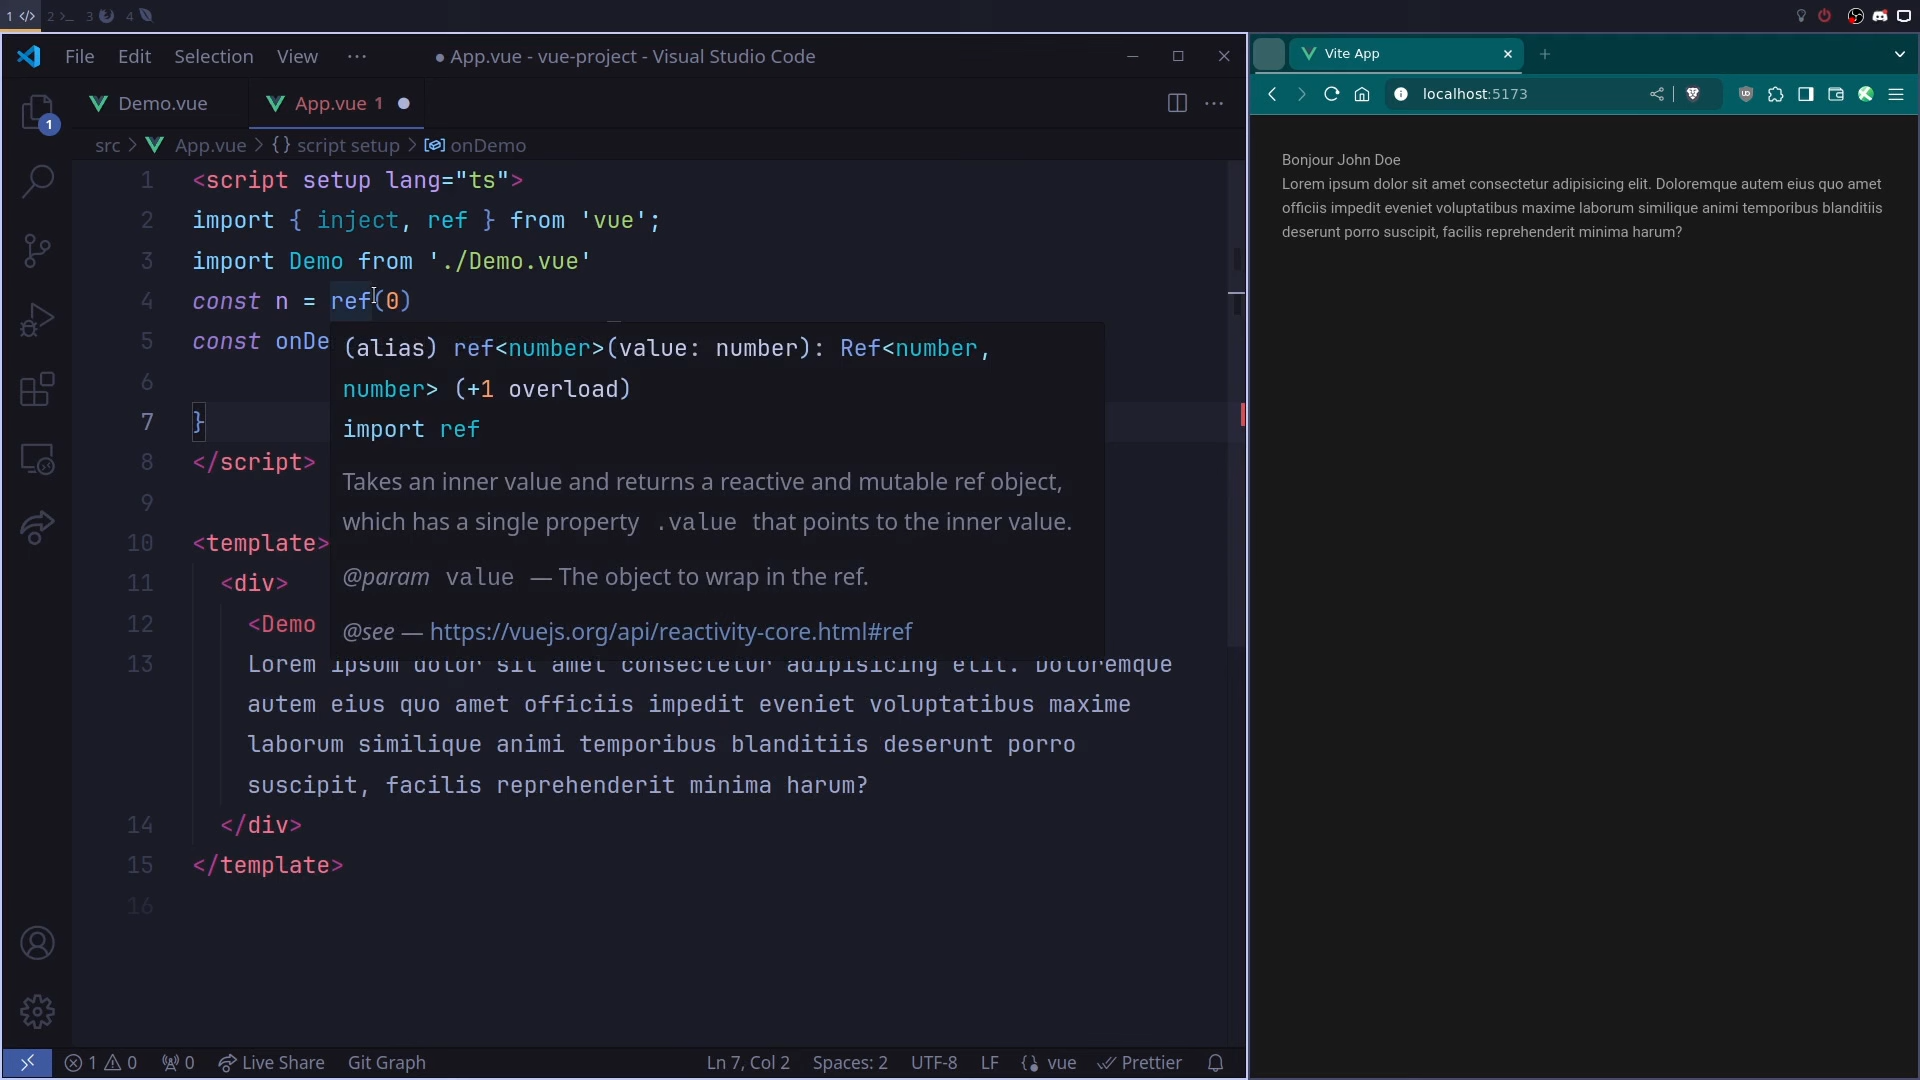 1 </> 2 >_ 3 4
File Edit Selection View ··· ● App.vue - vue-project - Visual Studio Code
Demo.vue App.vue 1
src > App.vue > {} script setup > onDemo
1 <script setup lang="ts">
2 import { inject, ref } from 'vue';
3 import Demo from './Demo.vue'
4 const n = ref(0)
5 const onDe
6
7 }
8 </script>
9
10 <template>
11 <div>
12 <Demo
(alias) ref<number>(value: number): Ref<number,
number> (+1 overload)
import ref
Takes an inner value and returns a reactive and mutable ref object,
which has a single property .value that points to the inner value.
@param value — The object to wrap in the ref.
@see — https://vuejs.org/api/reactivity-core.html#ref
13 Lorem ipsum dolor sit amet consectetur adipisicing elit. Doloremque
autem eius quo amet officiis impedit eveniet voluptatibus maxime
laborum similique animi temporibus blanditiis deserunt porro
suscipit, facilis reprehenderit minima harum?
14 </div>
15 </template>
16
1
1 0 0 Live Share Git Graph Ln 7, Col 2 Spaces: 2 UTF-8 LF {} vue Prettier
Vite App
localhost:5173
Bonjour John Doe
Lorem ipsum dolor sit amet consectetur adipisicing elit. Doloremque autem eius quo amet
officiis impedit eveniet voluptatibus maxime laborum similique animi temporibus blanditiis
deserunt porro suscipit, facilis reprehenderit minima harum?